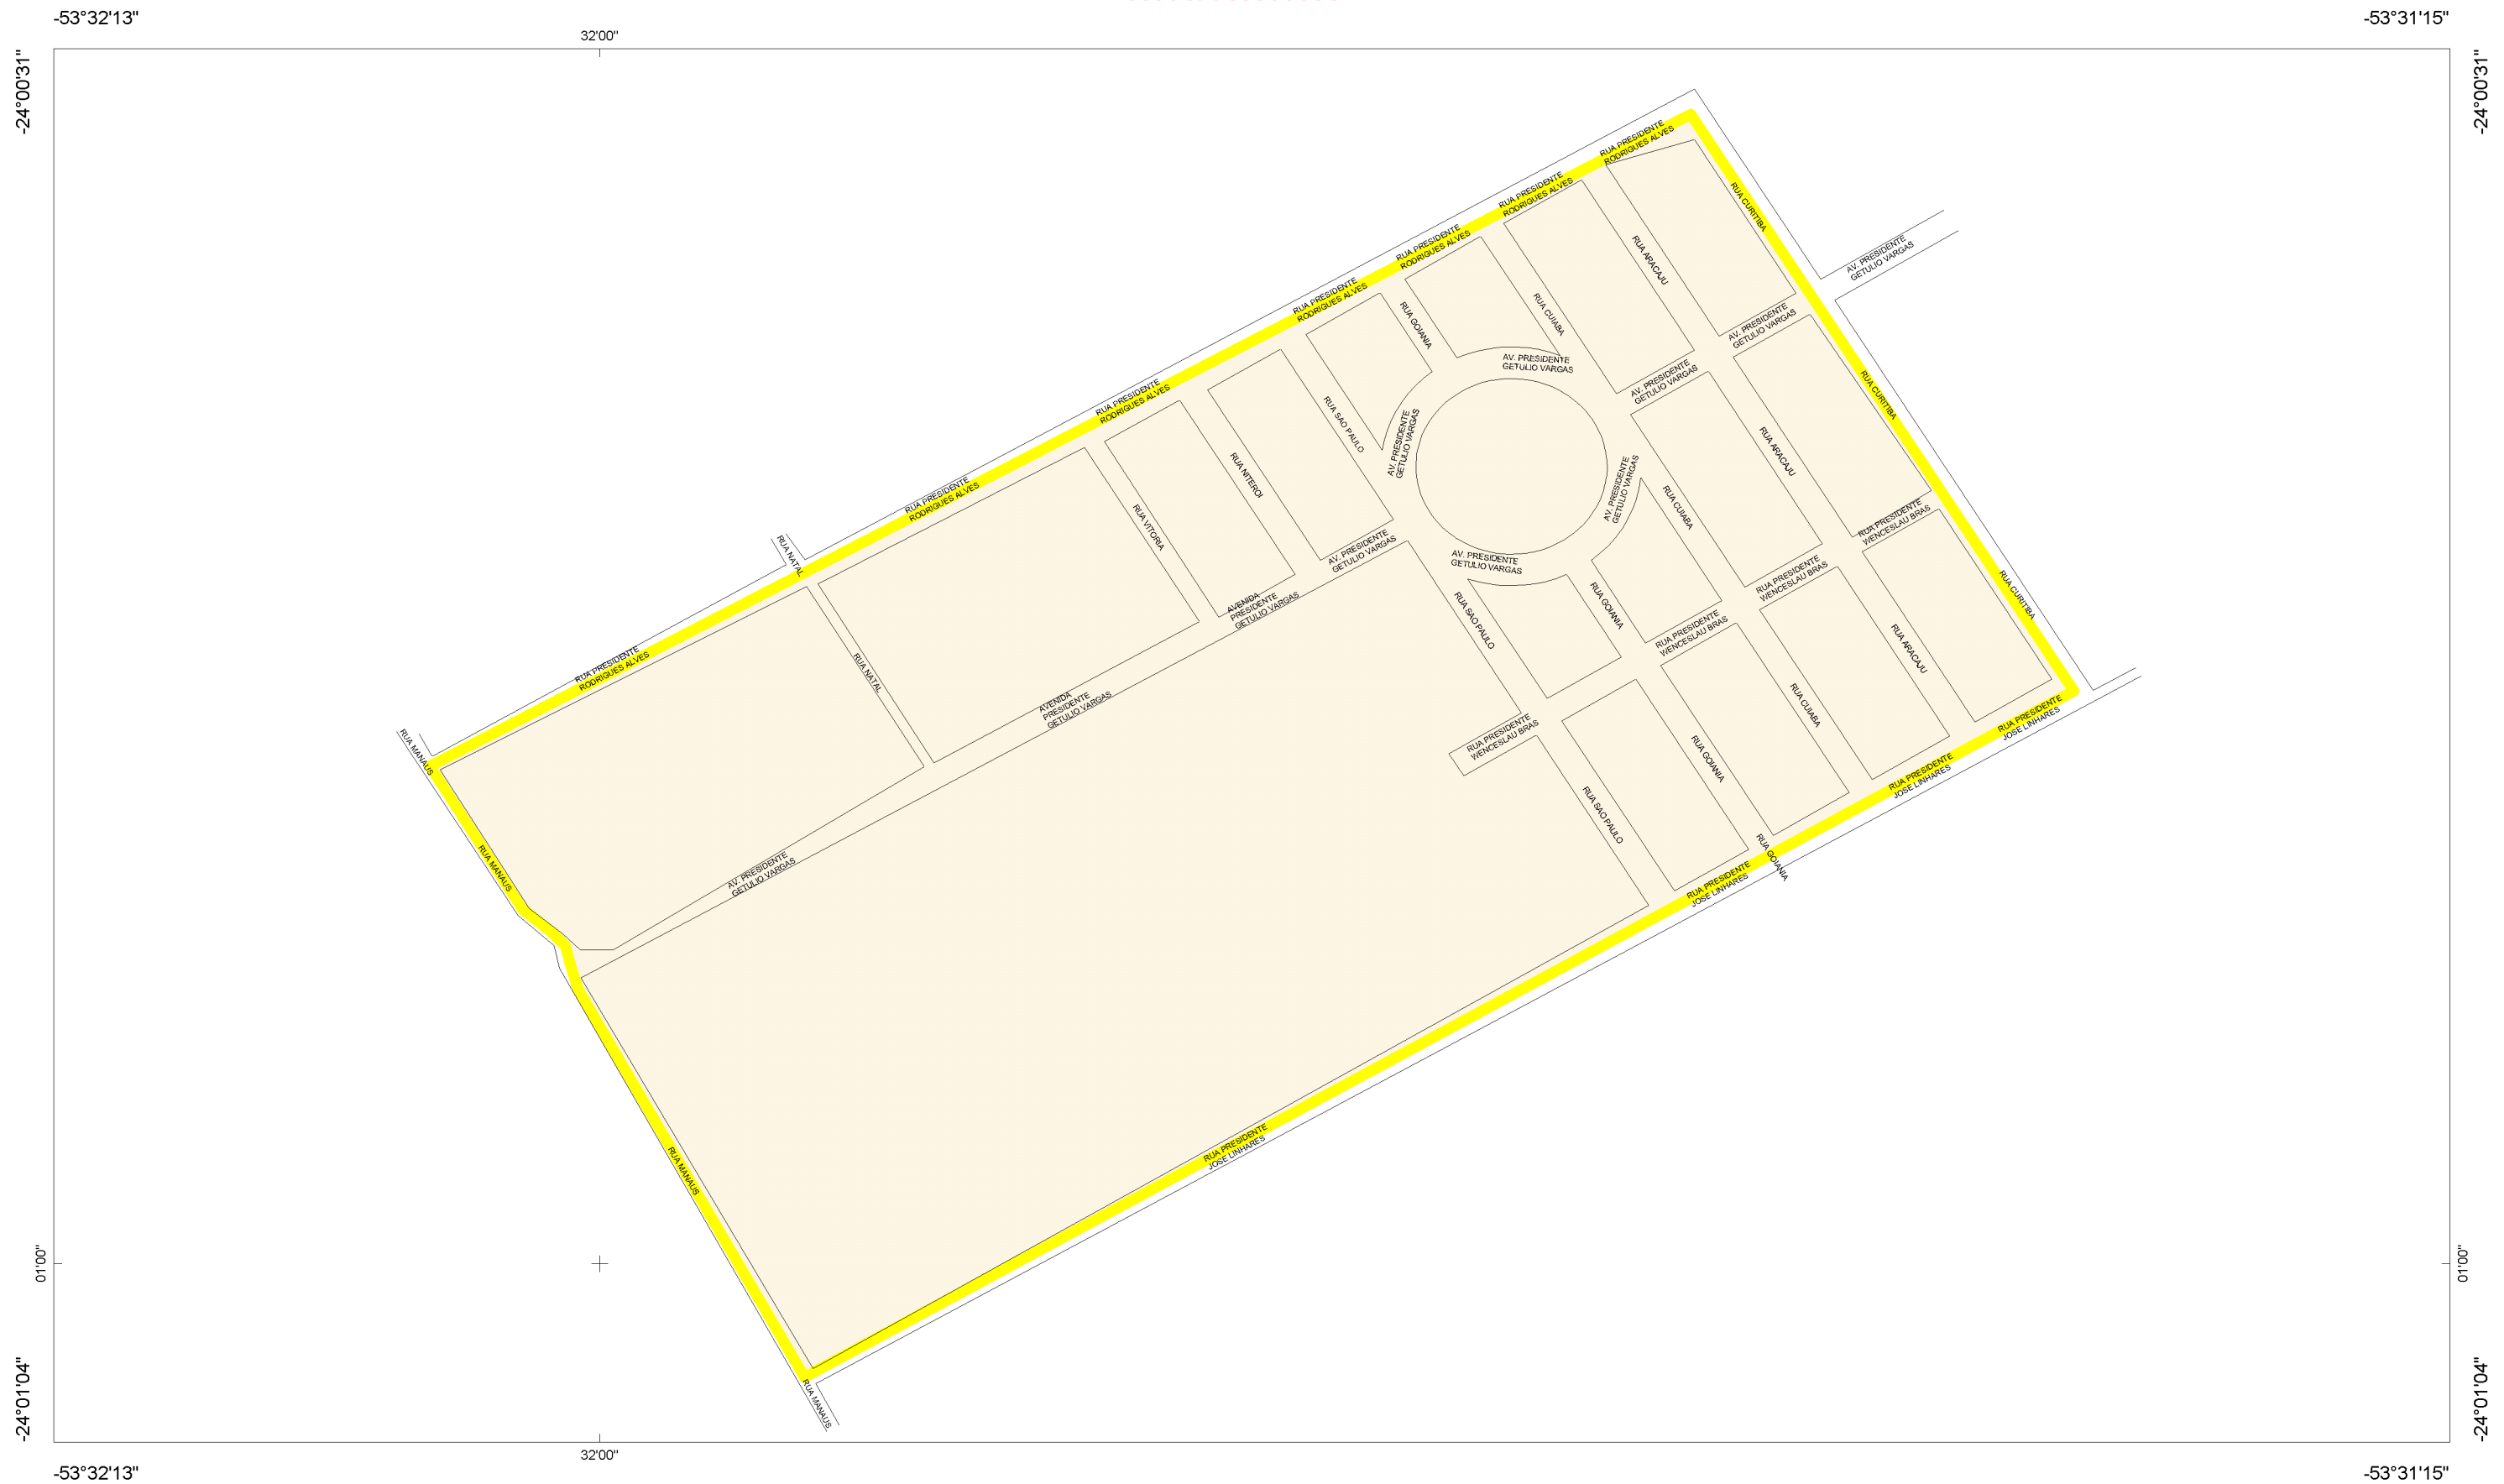 -53°32'13"
-53°31'15"
32'00"
-24°00'31"
-24°00'31"
RUA PRESIDENTE
RODRIGUES ALVES
RUA CURITIBA
RUA PRESIDENTE
RODRIGUES ALVES
AV. PRESIDENTE
GETULIO VARGAS
RUA ARACAJU
RUA PRESIDENTE
RODRIGUES ALVES
RUA CUIABA
RUA PRESIDENTE
RODRIGUES ALVES
RUA GOIANIA
AV. PRESIDENTE
GETULIO VARGAS
AV. PRESIDENTE
GETULIO VARGAS
AV. PRESIDENTE
GETULIO VARGAS
RUA CURITIBA
RUA PRESIDENTE
RODRIGUES ALVES
RUA SAO PAULO
AV. PRESIDENTE
GETULIO VARGAS
RUA ARACAJU
RUA NITEROI
AV. PRESIDENTE
GETULIO VARGAS
RUA CUIABA
RUA PRESIDENTE
RODRIGUES ALVES
RUA VITORIA
RUA PRESIDENTE
WENCESLAU BRAS
RUA NATAL
AV. PRESIDENTE
GETULIO VARGAS
AV. PRESIDENTE
GETULIO VARGAS
RUA PRESIDENTE
WENCESLAU BRAS
RUA CURITIBA
AVENIDA
PRESIDENTE
GETULIO VARGAS
RUA SAO PAULO
RUA GOIANIA
RUA PRESIDENTE
WENCESLAU BRAS
RUA ARACAJU
RUA PRESIDENTE
RODRIGUES ALVES
RUA NATAL
AVENIDA
PRESIDENTE
GETULIO VARGAS
RUA CUIABA
RUA PRESIDENTE
JOSE LINHARES
RUA PRESIDENTE
WENCESLAU BRAS
RUA MANAUS
RUA GOIANIA
RUA PRESIDENTE
JOSE LINHARES
RUA SAO PAULO
RUA MANAUS
AV. PRESIDENTE
GETULIO VARGAS
RUA GOIANIA
RUA PRESIDENTE
JOSE LINHARES
RUA PRESIDENTE
JOSE LINHARES
RUA MANAUS
01'00"
01'00"
RUA MANAUS
-24°01'04"
-24°01'04"
32'00"
-53°32'13"
-53°31'15"